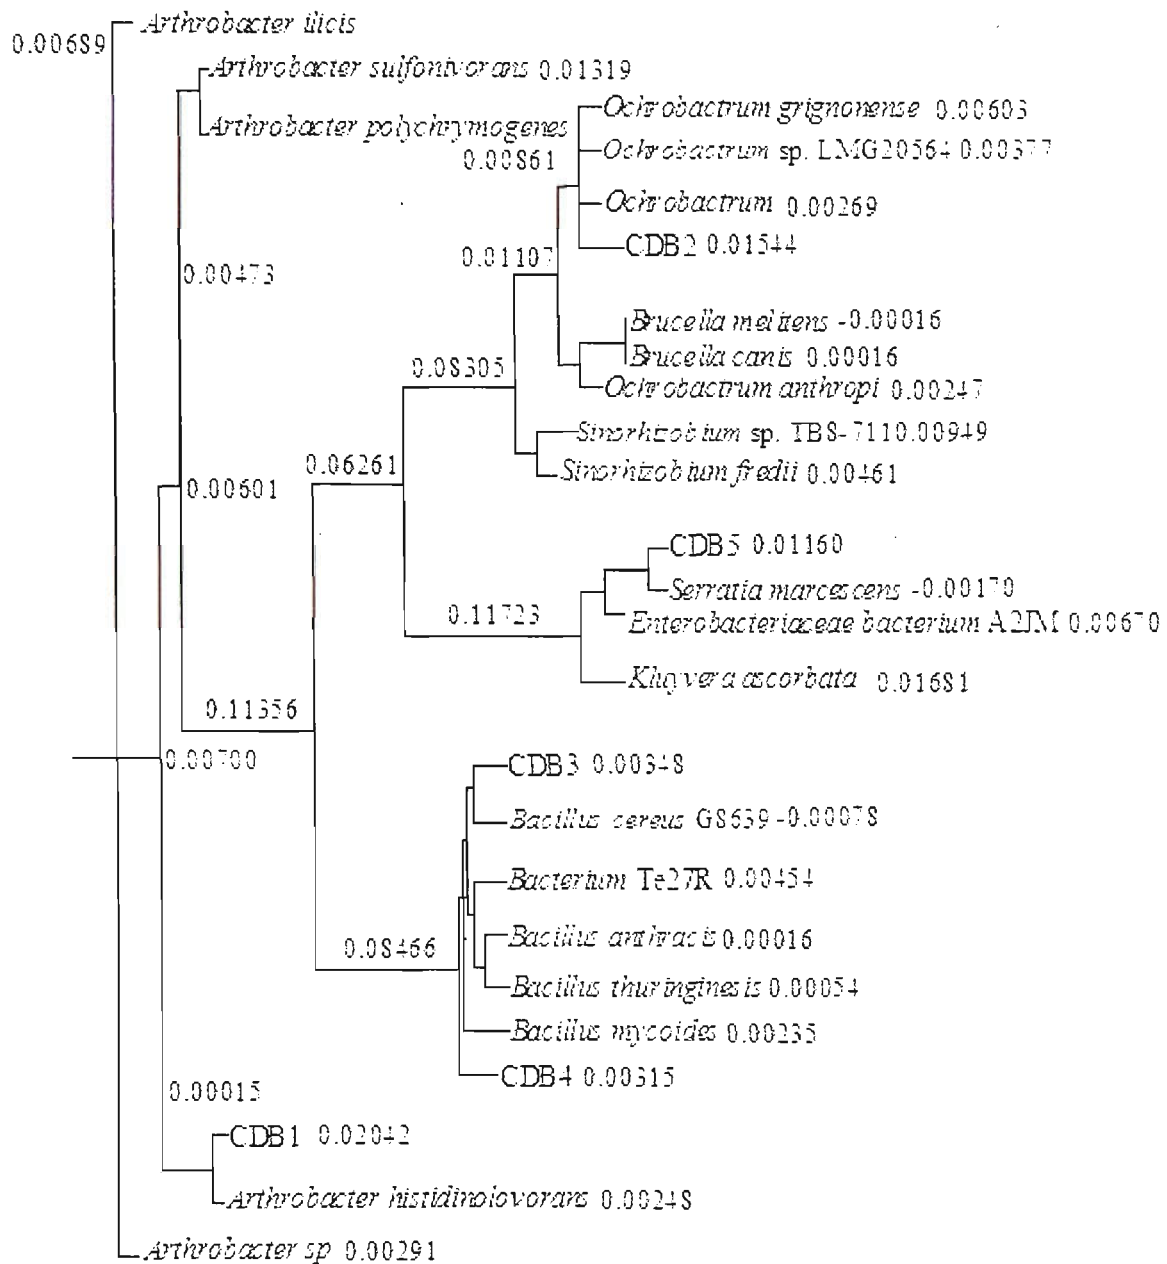 Arthrobacter ilicis
0.00689
Arthrobacter sulfonivorans 0.01319
Arthrobacter polychrymogenes
Ochrobactrum grignonense 0.00603
Ochrobactrum sp. LMG20564 0.00377
0.00861
Ochrobactrum 0.00269
CDB2 0.01544
0.01107
0.00473
Brucella melitens -0.00016
Brucella canis 0.00016
0.08305
Ochrobactrum anthropi 0.00247
Sinorhizobium sp. TB8-7110.00949
0.06261
Sinorhizobium fredii 0.00461
0.00601
CDB5 0.01160
Serratia marcescens -0.00170
0.11723
Enterobacteriaceae bacterium A2JM 0.00670
Kluyvera ascorbata 0.01681
0.11356
0.00700
CDB3 0.00348
Bacillus cereus G8639 -0.00078
Bacterium Te27R 0.00454
Bacillus anthracis 0.00016
0.08466
Bacillus thuringinesis 0.00054
Bacillus mycoides 0.00235
CDB4 0.00315
0.00015
CDB1 0.02042
Arthrobacter histidinolovorans 0.00248
Arthrobacter sp 0.00291